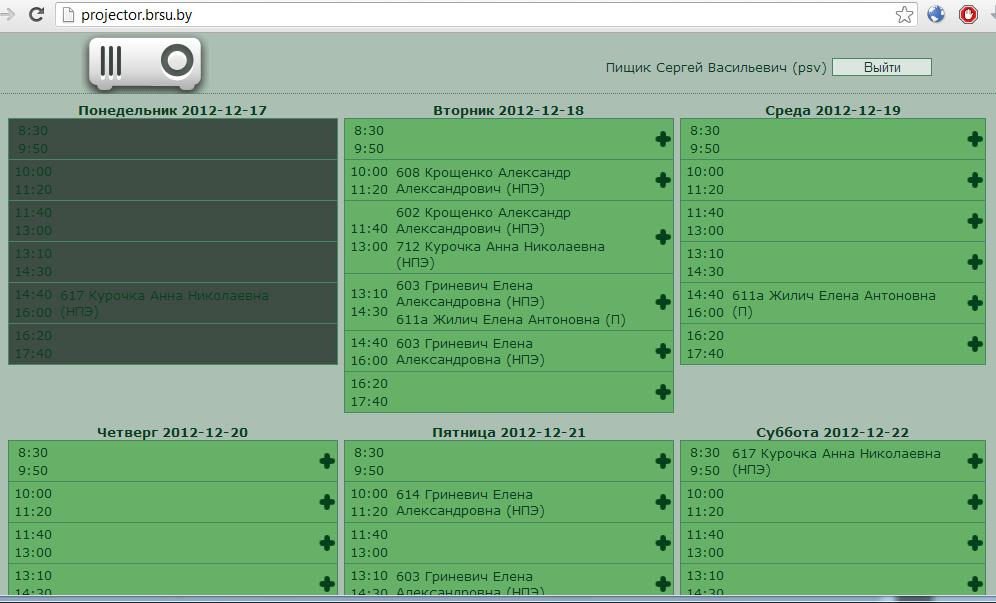 projector.brsu.by
Пищик Сергей Васильевич (psv) Выйти
Понедельник 2012-12-17
8:30
9:50
10:00
11:20
11:40
13:00
13:10
14:30
14:40 617 Курочка Анна Николаевна
16:00 (НПЭ)
16:20
17:40
Вторник 2012-12-18
8:30
9:50
10:00 608 Крощенко Александр
11:20 Александрович (НПЭ)
602 Крощенко Александр
11:40 Александрович (НПЭ)
13:00 712 Курочка Анна Николаевна
(НПЭ)
603 Гриневич Елена
13:10 Александровна (НПЭ)
14:30 611а Жилич Елена Антоновна (П)
14:40 603 Гриневич Елена
16:00 Александровна (НПЭ)
16:20
17:40
Среда 2012-12-19
8:30
9:50
10:00
11:20
11:40
13:00
13:10
14:30
14:40 611а Жилич Елена Антоновна
16:00 (П)
16:20
17:40
Четверг 2012-12-20
8:30
9:50
10:00
11:20
11:40
13:00
13:10
14:30
Пятница 2012-12-21
8:30
9:50
10:00 614 Гриневич Елена
11:20 Александровна (НПЭ)
11:40
13:00
13:10 603 Гриневич Елена
14:30 Александровна (НПЭ)
Суббота 2012-12-22
8:30 617 Курочка Анна Николаевна
9:50 (НПЭ)
10:00
11:20
11:40
13:00
13:10
14:30